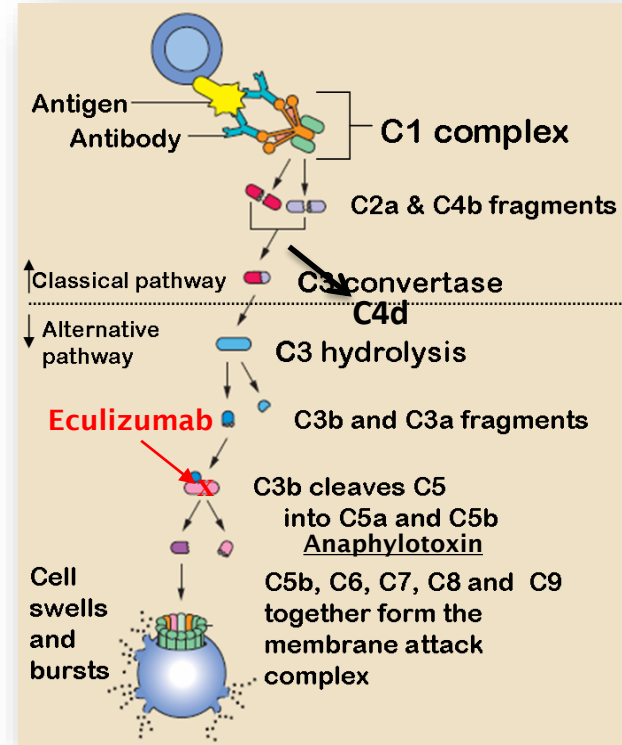 Antigen
Antibody
C1 complex
C2a & C4b fragments
Classical pathway
C3 convertase
C4d
Alternative
pathway
C3 hydrolysis
Eculizumab
C3b and C3a fragments
X
C3b cleaves C5
into C5a and C5b
Anaphylotoxin
Cell
swells
and
bursts
C5b, C6, C7, C8 and C9
together form the
membrane attack
complex